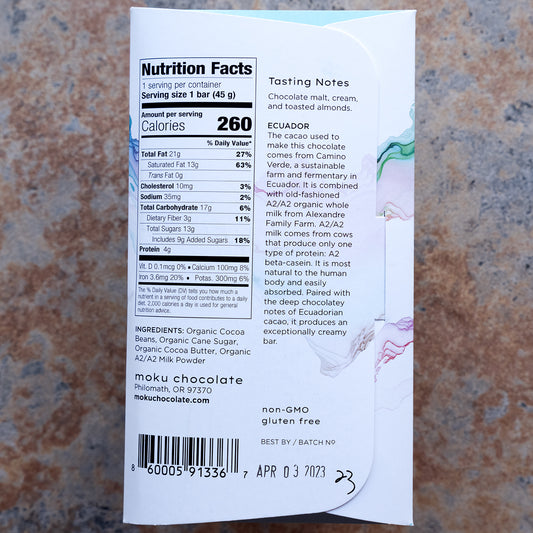 Nutrition Facts
1 serving per container
Serving size 1 bar (45 g)
Amount per serving
Calories 260
% Daily Value*
Total Fat 21g 27%
Saturated Fat 13g 63%
Trans Fat 0g
Cholesterol 10mg 3%
Sodium 35mg 2%
Total Carbohydrate 17g 6%
Dietary Fiber 3g 11%
Total Sugars 13g
Includes 9g Added Sugars 18%
Protein 4g
Vit. D 0.1mcg 0% • Calcium 100mg 8%
Iron 3.6mg 20% • Potas. 300mg 6%
*The % Daily Value (DV) tells you how much a
nutrient in a serving of food contributes to a daily
diet. 2,000 calories a day is used for general
nutrition advice.
INGREDIENTS: Organic Cocoa
Beans, Organic Cane Sugar,
Organic Cocoa Butter, Organic
A2/A2 Milk Powder
moku chocolate
Philomath, OR 97370
mokuchocolate.com
8 60005 91336 7
Tasting Notes
Chocolate malt, cream,
and toasted almonds.
ECUADOR
The cacao used to
make this chocolate
comes from Camino
Verde, a sustainable
farm and fermentery in
Ecuador. It is combined
with old-fashioned
A2/A2 organic whole
milk from Alexandre
Family Farm. A2/A2
milk comes from cows
that produce only one
type of protein: A2
beta-casein. It is most
natural to the human
body and easily
absorbed. Paired with
the deep chocolatey
notes of Ecuadorian
cacao, it produces an
exceptionally creamy
bar.
non-GMO
gluten free
BEST BY / BATCH Nº
APR 03 2023
23